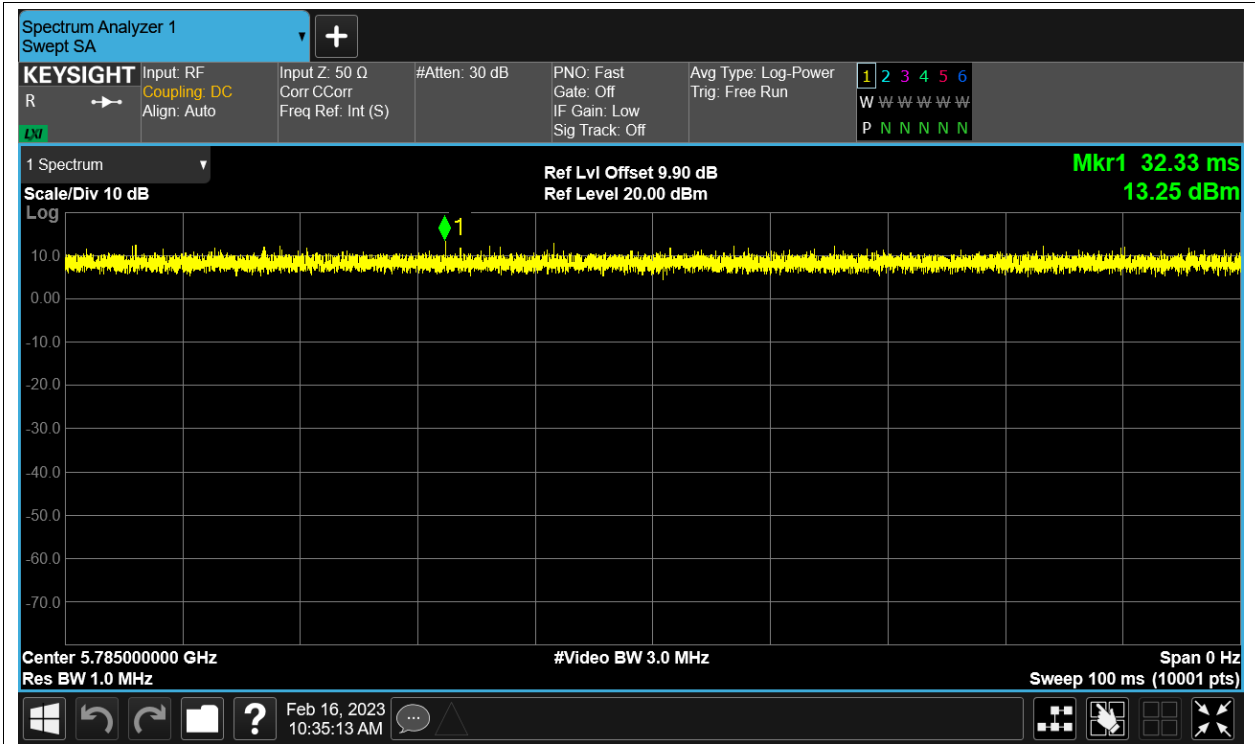 Spectrum Analyzer 1
Swept SA
KEYSIGHT
R
LXI
Input: RF
Coupling: DC
Align: Auto
Input Z: 50 Ω
Corr CCorr
Freq Ref: Int (S)
#Atten: 30 dB
PNO: Fast
Gate: Off
IF Gain: Low
Sig Track: Off
Avg Type: Log-Power
Trig: Free Run
1 2 3 4 5 6
W W W W W W
P N N N N N
1 Spectrum
Scale/Div 10 dB
Log
Ref Lvl Offset 9.90 dB
Ref Level 20.00 dBm
Mkr1 32.33 ms
13.25 dBm
1
10.0
0.00
-10.0
-20.0
-30.0
-40.0
-50.0
-60.0
-70.0
Center 5.785000000 GHz
Res BW 1.0 MHz
#Video BW 3.0 MHz
Span 0 Hz
Sweep 100 ms (10001 pts)
?
Feb 16, 2023
10:35:13 AM